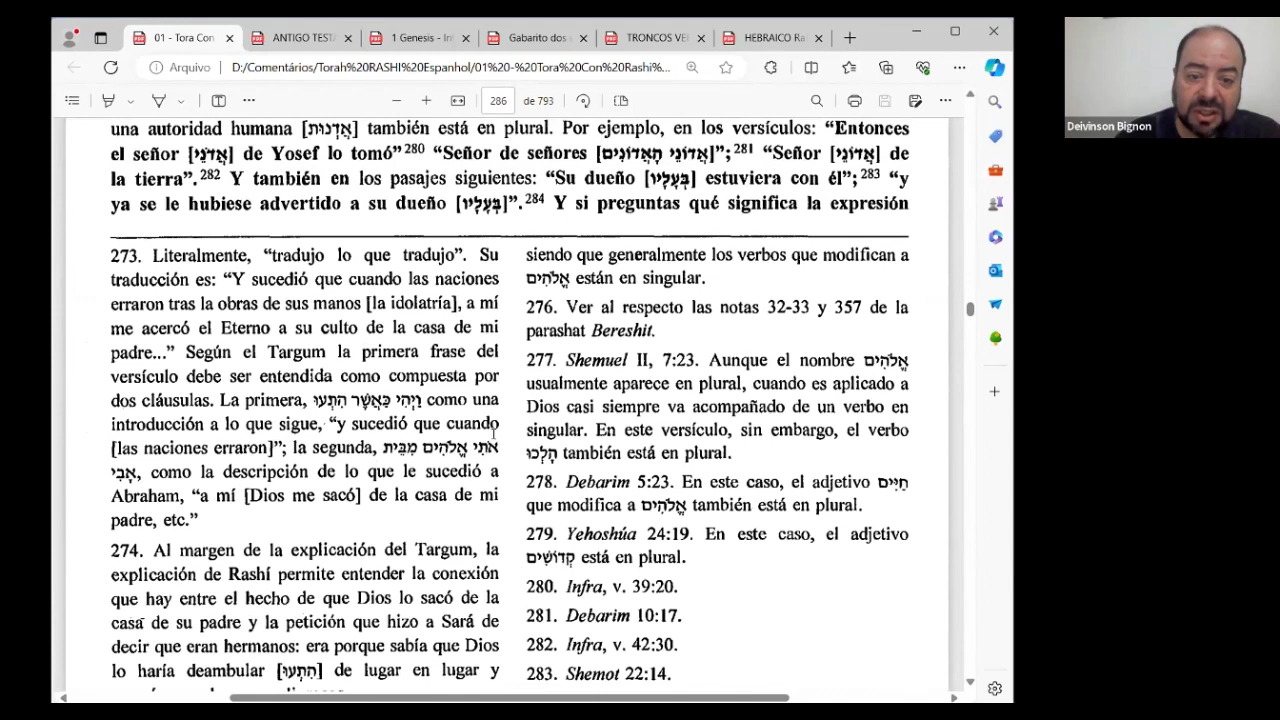 01 - Tora Con
ANTIGO TEST
1 Genesis - In
Gabarito dos
TRONCOS VE
HEBRAICO Ra
Arquivo
D:/Comentários/Torah%20RASHI%20Espanhol/01%20-%20Tora%20Con%20Rashi%...
286
de 793
una autoridad humana [אֲדָנוּת] también está en plural. Por ejemplo, en los versículos: “Entonces
el señor [אֲדֹנֵי] de Yosef lo tomó”280 “Señor de señores [אֲדוֹנֵי הָאֲדוֹנִים]”;281 “Señor [אֲדוֹנֵי] de
la tierra”.282 Y también en los pasajes siguientes: “Su dueño [בְּעָלָיו] estuviera con él”;283 “y
ya se le hubiese advertido a su dueño [בְּעָלָיו]”.284 Y si preguntas qué significa la expresión
273. Literalmente, “tradujo lo que tradujo”. Su
traducción es: “Y sucedió que cuando las naciones
erraron tras la obras de sus manos [la idolatría], a mí
me acercó el Eterno a su culto de la casa de mi
padre...” Según el Targum la primera frase del
versículo debe ser entendida como compuesta por
dos cláusulas. La primera, וַיְהִי כַּאֲשֶׁר הִתְעוּ como una
introducción a lo que sigue, “y sucedió que cuando
[las naciones erraron]”; la segunda, אֹתִי אֱלֹהִים מִבֵּית
אָבִי, como la descripción de lo que le sucedió a
Abraham, “a mí [Dios me sacó] de la casa de mi
padre, etc.”
274. Al margen de la explicación del Targum, la
explicación de Rashí permite entender la conexión
que hay entre el hecho de que Dios lo sacó de la
casa de su padre y la petición que hizo a Sará de
decir que eran hermanos: era porque sabía que Dios
lo haría deambular [הִתְעוּ] de lugar en lugar y
siendo que generalmente los verbos que modifican a
אֱלֹהִים están en singular.
276. Ver al respecto las notas 32-33 y 357 de la
parashat Bereshit.
277. Shemuel II, 7:23. Aunque el nombre אֱלֹהִים
usualmente aparece en plural, cuando es aplicado a
Dios casi siempre va acompañado de un verbo en
singular. En este versículo, sin embargo, el verbo
הָלְכוּ también está en plural.
278. Debarim 5:23. En este caso, el adjetivo חַיִּים
que modifica a אֱלֹהִים también está en plural.
279. Yehoshúa 24:19. En este caso, el adjetivo
קְדוֹשִׁים está en plural.
280. Infra, v. 39:20.
281. Debarim 10:17.
282. Infra, v. 42:30.
283. Shemot 22:14.
Deivinson Bignon